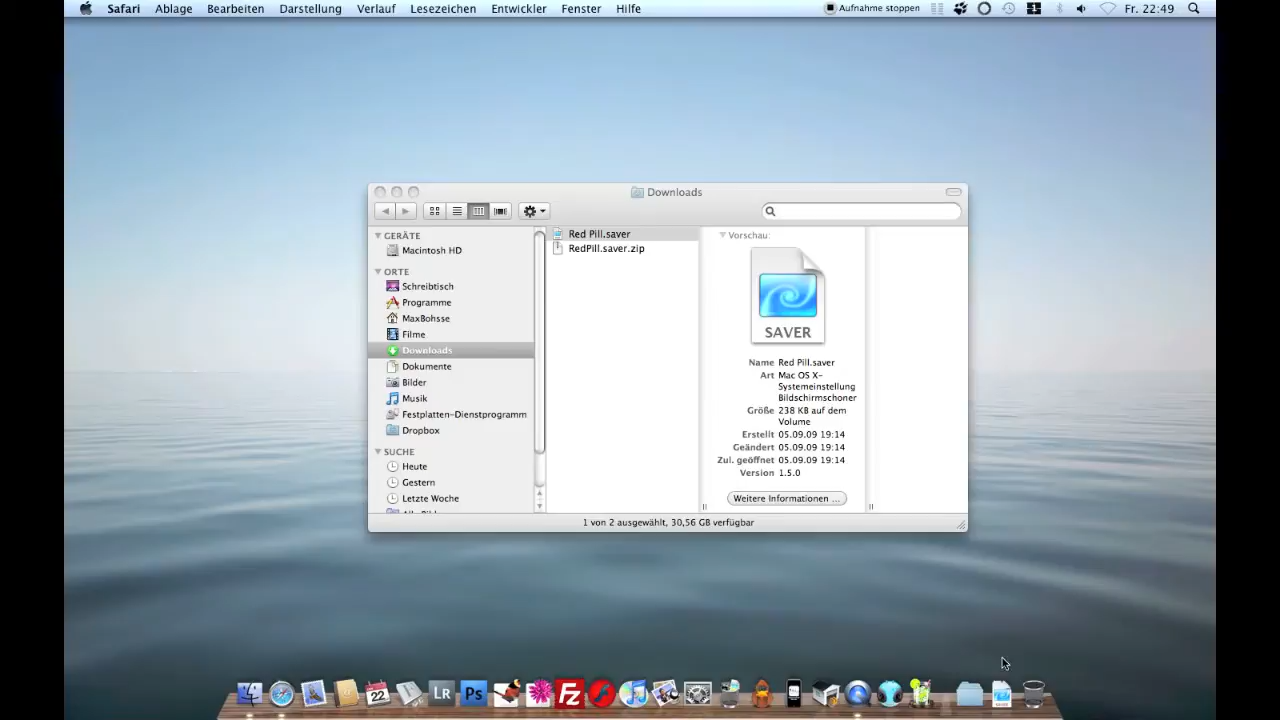 Safari Ablage Bearbeiten Darstellung Verlauf Lesezeichen Entwickler Fenster Hilfe Aufnahme stoppen Fr. 22:49
Downloads
GERÄTE
Macintosh HD
ORTE
Schreibtisch
Programme
MaxBohsse
Filme
Downloads
Dokumente
Bilder
Musik
Festplatten-Dienstprogramm
Dropbox
SUCHE
Heute
Gestern
Letzte Woche
Red Pill.saver
RedPill.saver.zip
Vorschau:
SAVER
Name Red Pill.saver
Art Mac OS X-
Systemeinstellung
Bildschirmschoner
Größe 238 KB auf dem
Volume
Erstellt 05.09.09 19:14
Geändert 05.09.09 19:14
Zul. geöffnet 05.09.09 19:14
Version 1.5.0
Weitere Informationen ...
1 von 2 ausgewählt, 30,56 GB verfügbar
22
LR
Ps
FZ